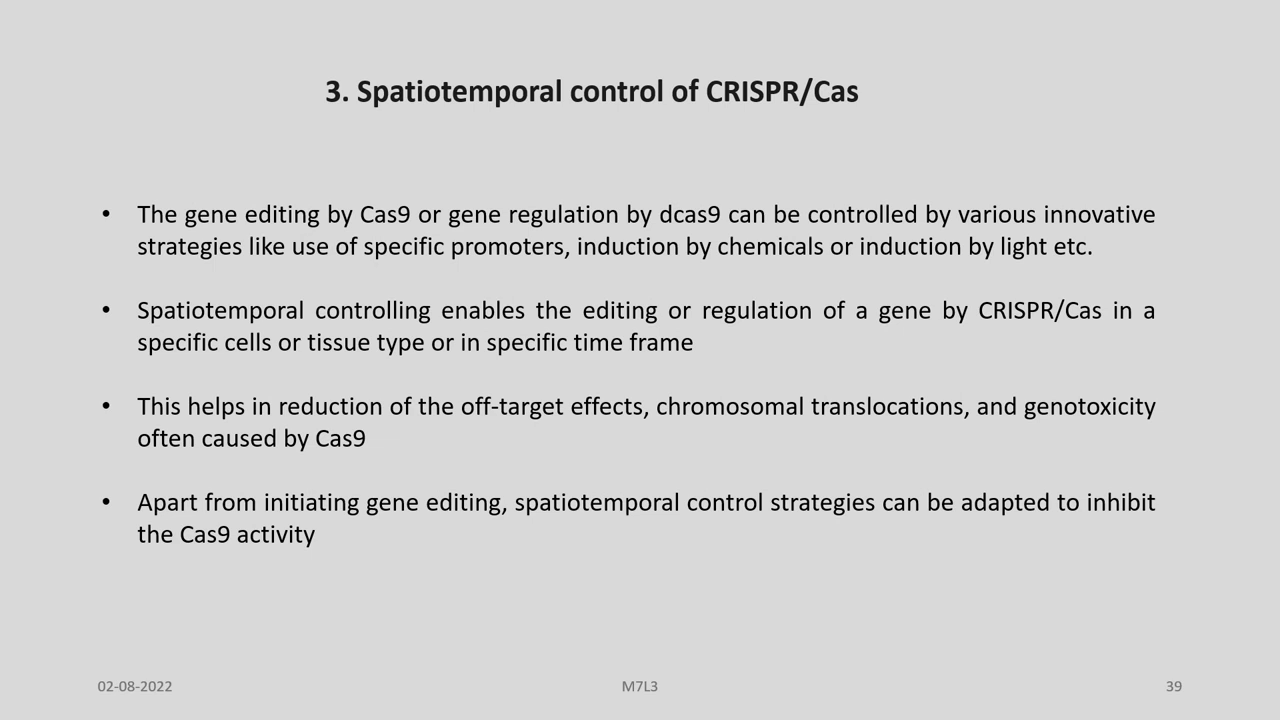 3. Spatiotemporal control of CRISPR/Cas
• The gene editing by Cas9 or gene regulation by dcas9 can be controlled by various innovative
strategies like use of specific promoters, induction by chemicals or induction by light etc.
• Spatiotemporal controlling enables the editing or regulation of a gene by CRISPR/Cas in a
specific cells or tissue type or in specific time frame
• This helps in reduction of the off-target effects, chromosomal translocations, and genotoxicity
often caused by Cas9
• Apart from initiating gene editing, spatiotemporal control strategies can be adapted to inhibit
the Cas9 activity
02-08-2022
M7L3
39